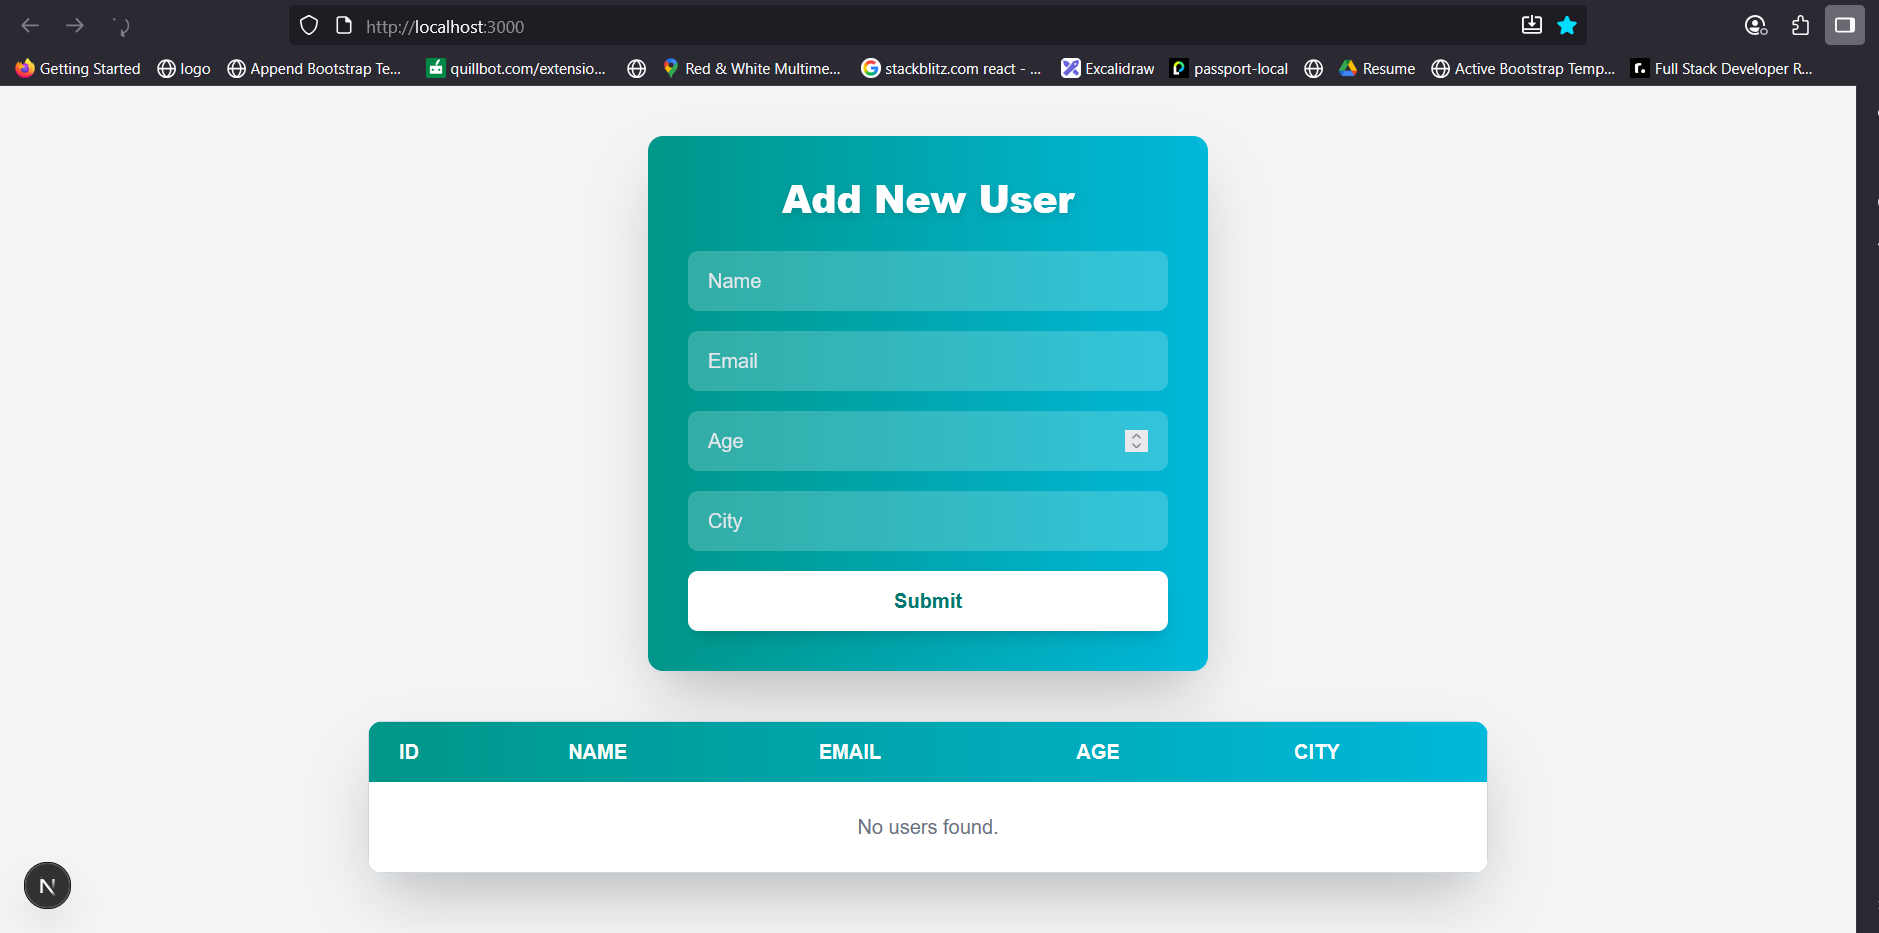 http://localhost:3000
Getting Started logo Append Bootstrap Te... quillbot.com/extensio... Red & White Multime... stackblitz.com react - ... Excalidraw passport-local Resume Active Bootstrap Temp... Full Stack Developer R...
Add New User
Name
Email
Age
City
Submit
ID NAME EMAIL AGE CITY
No users found.
N